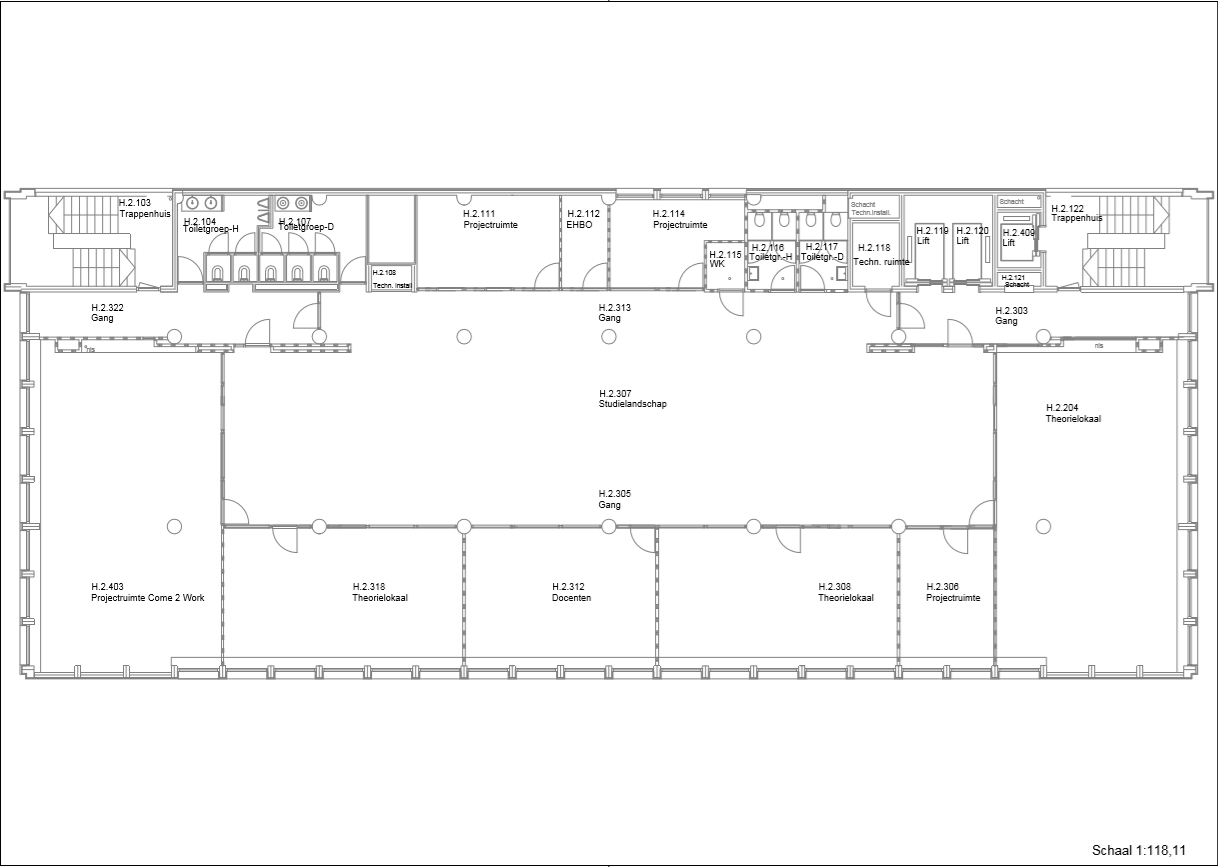 H.2.103
Trappenhuis
H.2.104
Toiletgroep-H
H.2.107
Toiletgroep-D
H.2.108
Techn. install.
H.2.111
Projectruimte
H.2.112
EHBO
H.2.114
Projectruimte
H.2.115
WK
H.2.116
Toiletgr.-H
H.2.117
Toiletgr.-D
Schacht
Techn.install.
H.2.118
Techn. ruimte
H.2.119
Lift
H.2.120
Lift
Schacht
H.2.409
Lift
H.2.121
Schacht
H.2.122
Trappenhuis
H.2.322
Gang
H.2.313
Gang
H.2.303
Gang
nis
nis
H.2.307
Studielandschap
H.2.204
Theorielokaal
H.2.305
Gang
H.2.403
Projectruimte Come 2 Work
H.2.318
Theorielokaal
H.2.312
Docenten
H.2.308
Theorielokaal
H.2.306
Projectruimte
Schaal 1:118,11